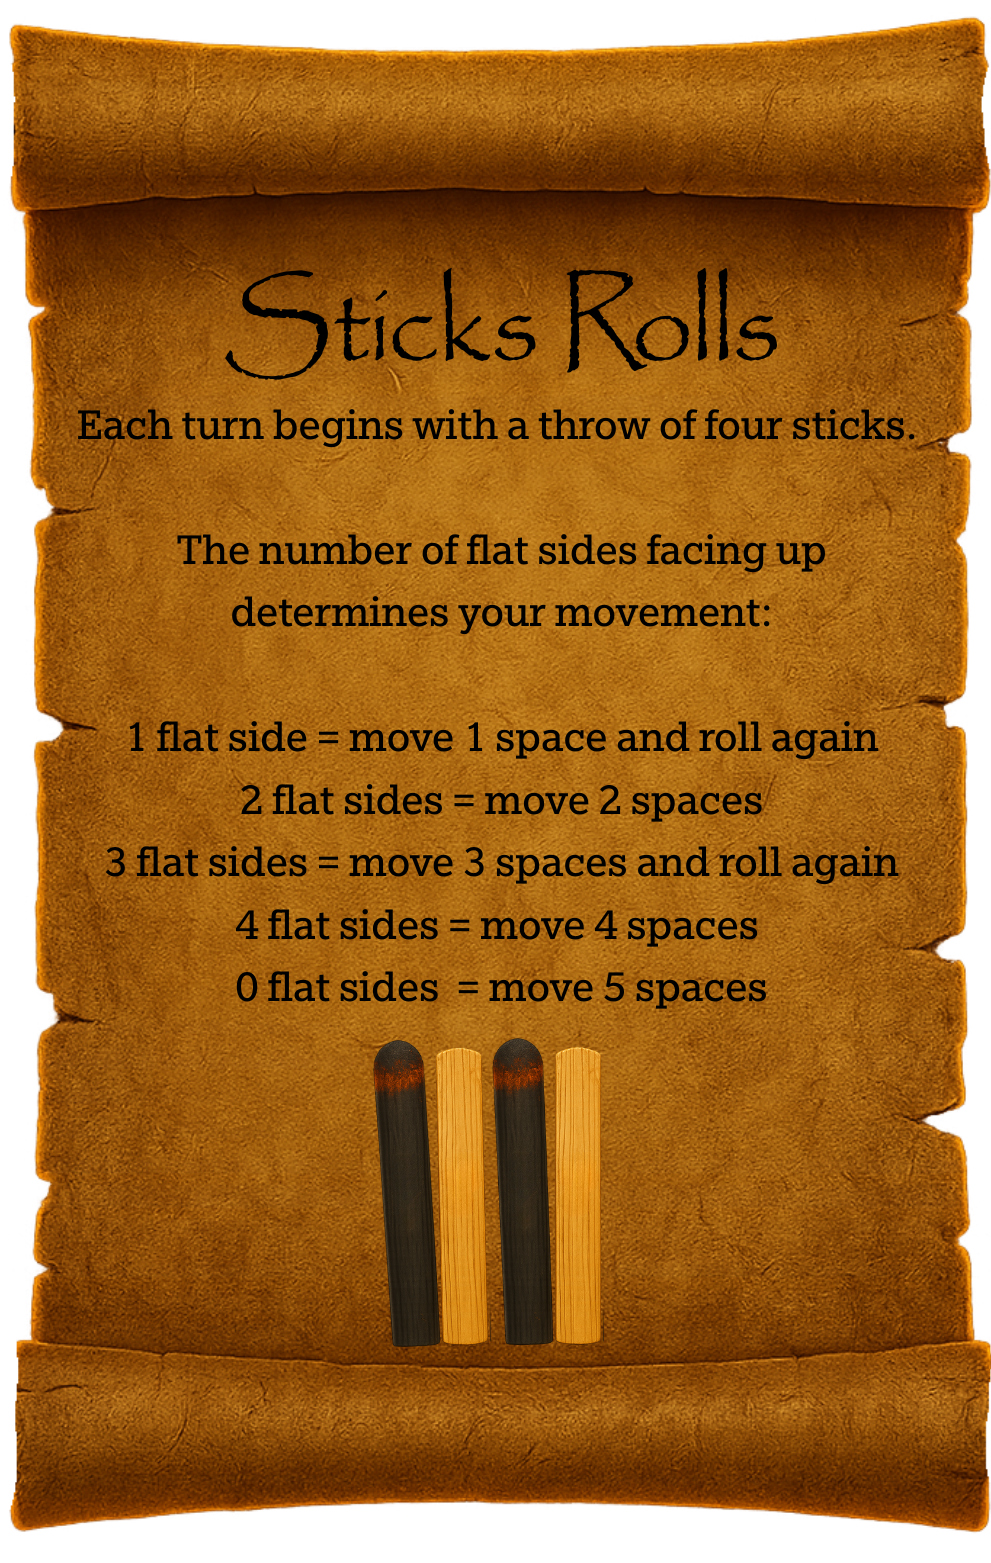 Sticks Rolls
Each turn begins with a throw of four sticks.
The number of flat sides facing up
determines your movement:
1 flat side = move 1 space and roll again
2 flat sides = move 2 spaces
3 flat sides = move 3 spaces and roll again
4 flat sides = move 4 spaces
0 flat sides  = move 5 spaces